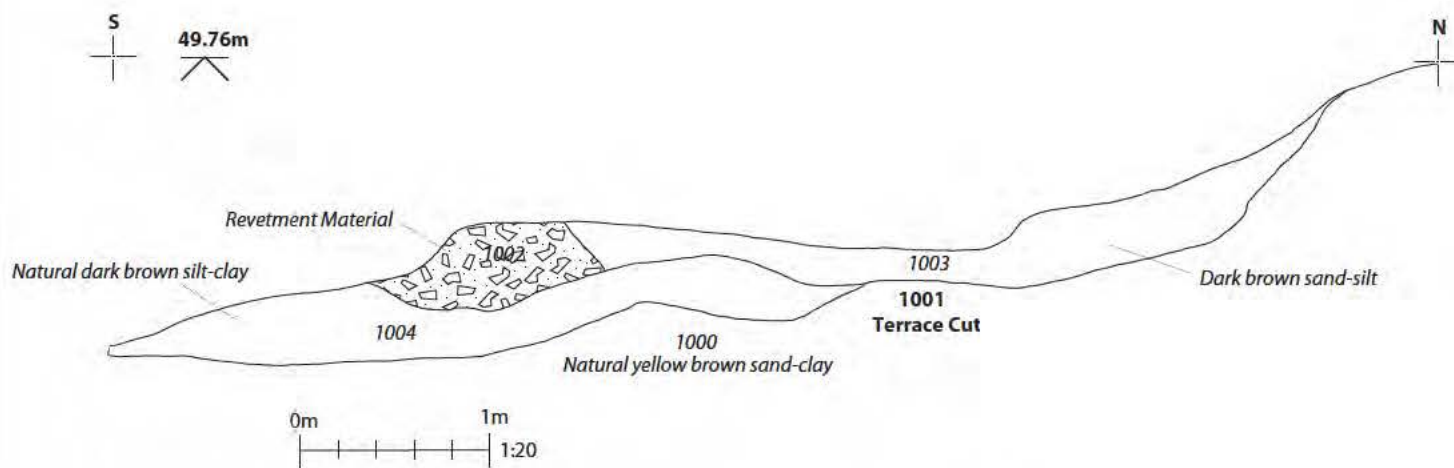 S
49.76m
N
Revetment Material
1002
Natural dark brown silt-clay
1003
Dark brown sand-silt
1001
Terrace Cut
1004
1000
Natural yellow brown sand-clay
0m
1m
1:20